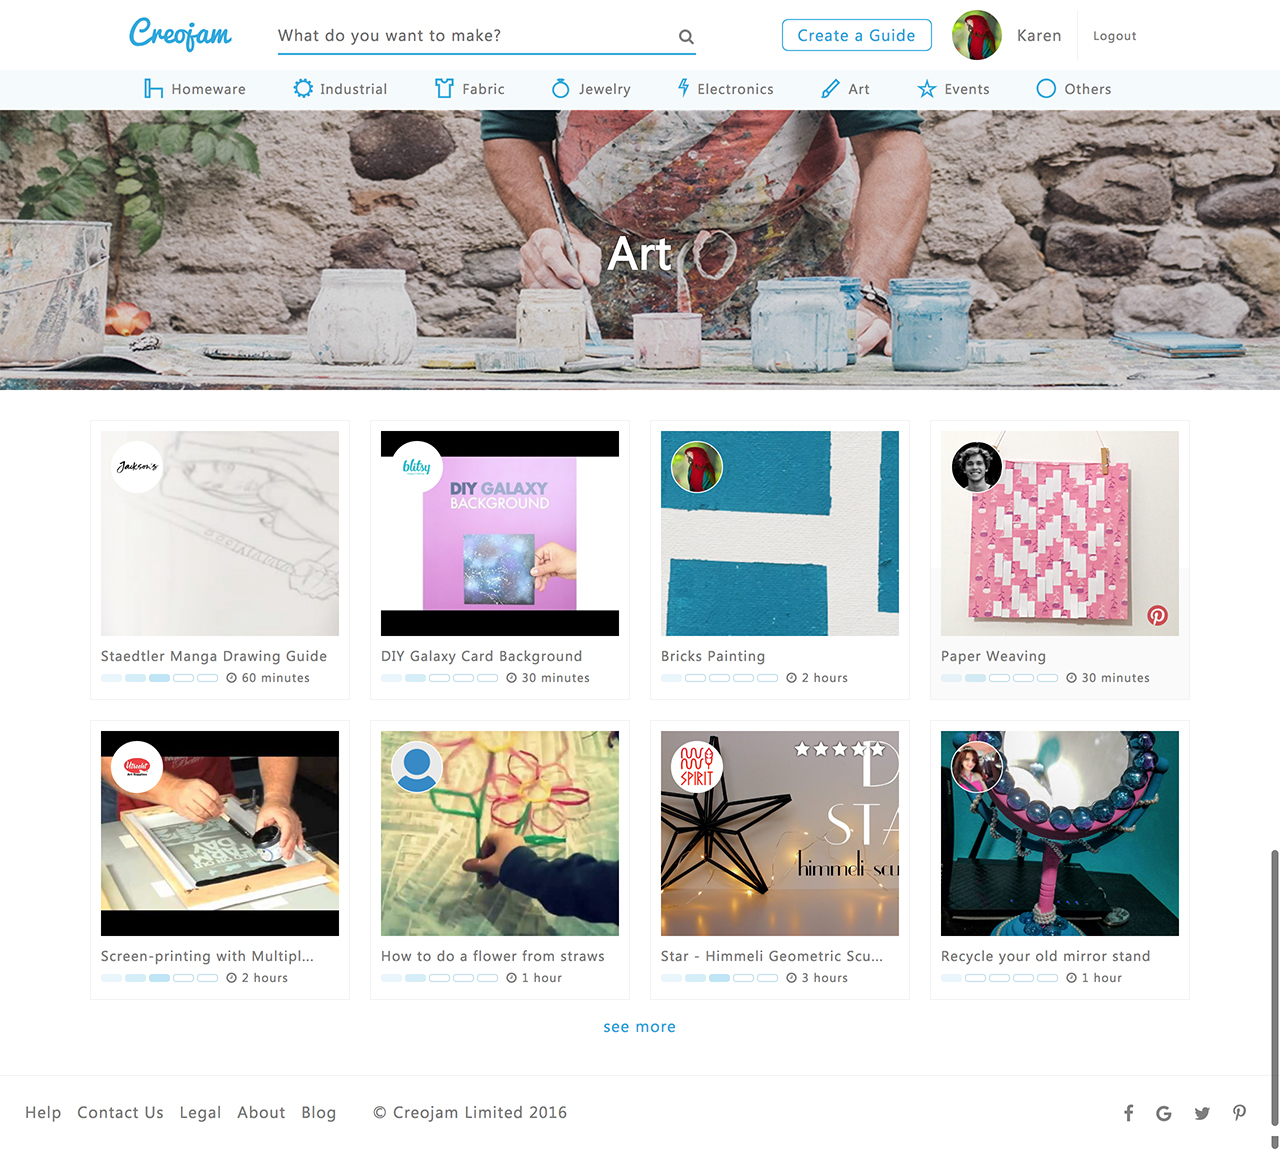 Creojam
What do you want to make?
Create a Guide
Karen
Logout
Homeware
Industrial
Fabric
Jewelry
Electronics
Art
Events
Others
Art
Jackson's
blitsy
DIY GALAXY
BACKGROUND
Staedtler Manga Drawing Guide
60 minutes
DIY Galaxy Card Background
30 minutes
Bricks Painting
2 hours
Paper Weaving
30 minutes
Utrecht
Art Supplies
FARM
DAY
SPIRIT
D
STA
himmeli scu
Screen-printing with Multipl...
2 hours
How to do a flower from straws
1 hour
Star - Himmeli Geometric Scu...
3 hours
Recycle your old mirror stand
1 hour
see more
Help Contact Us Legal About Blog © Creojam Limited 2016